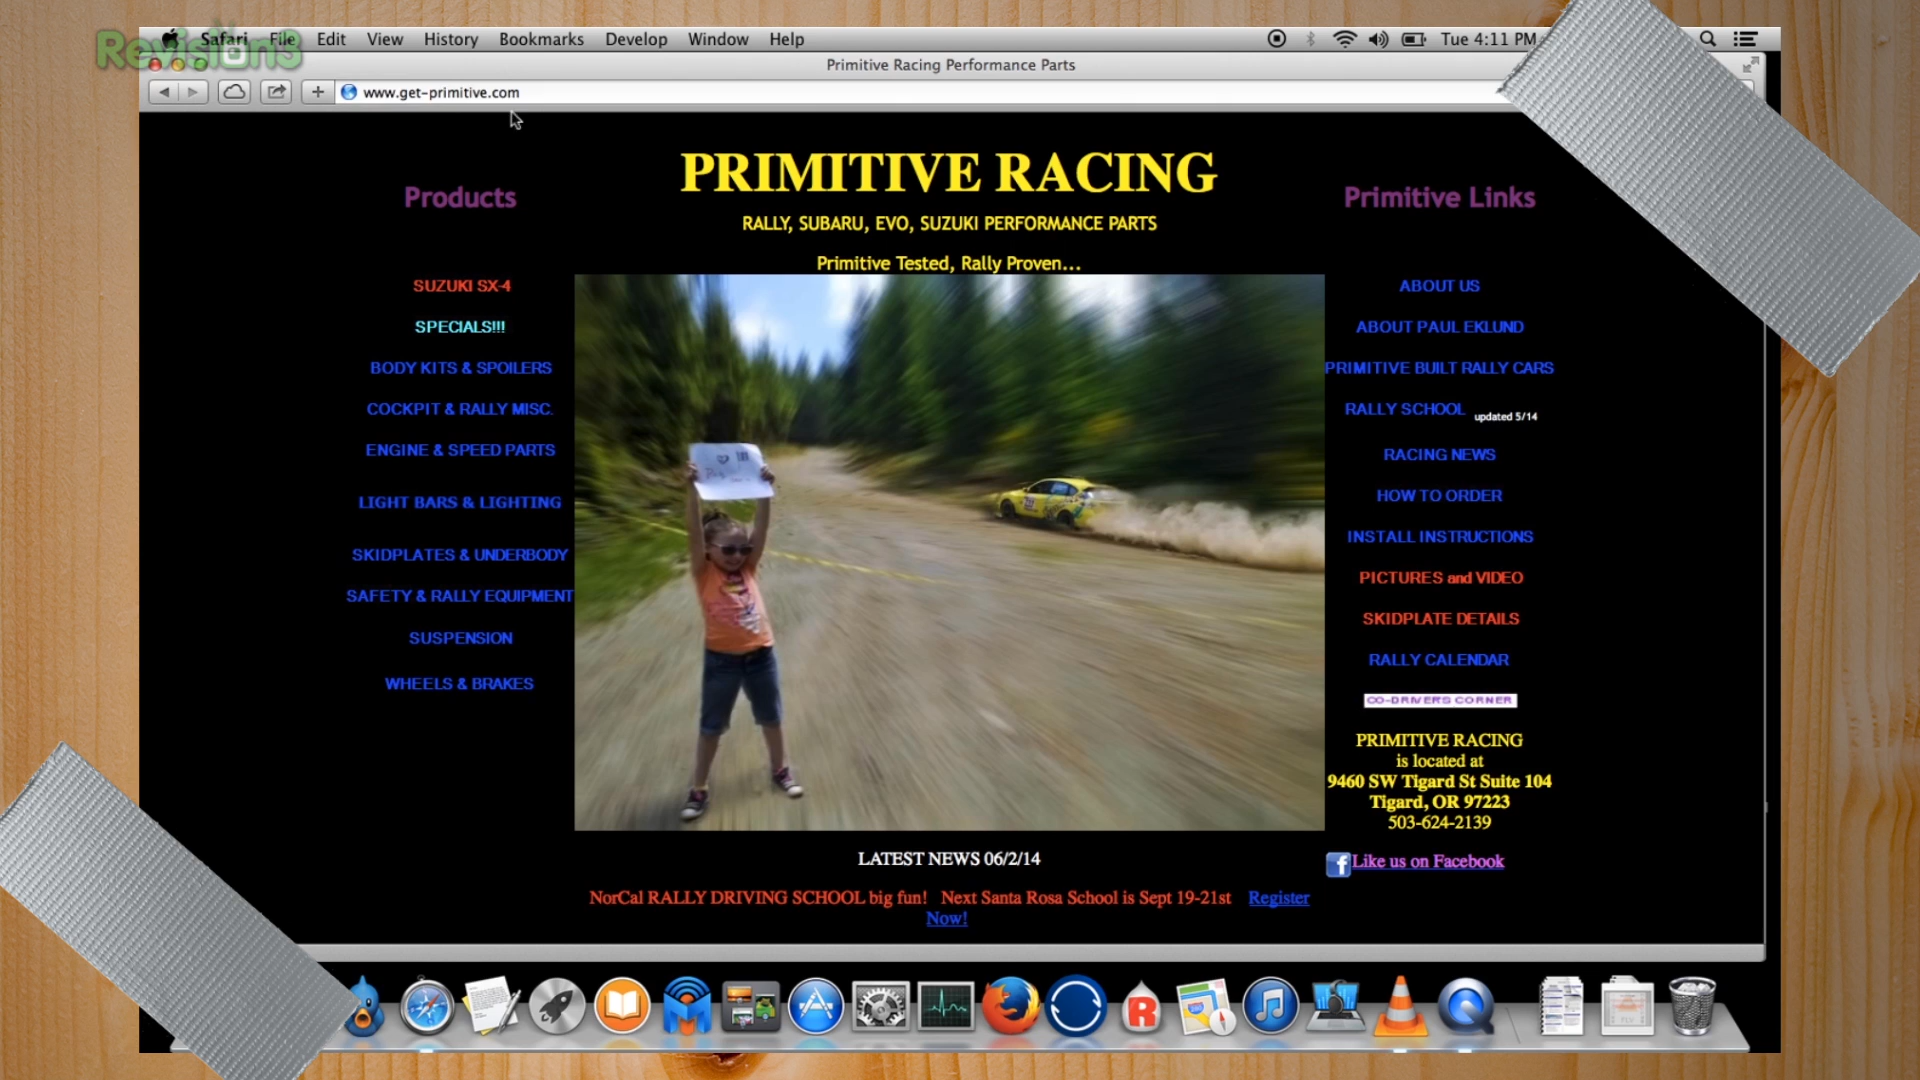 Revision3
Safari File Edit View History Bookmarks Develop Window Help
Tue 4:11 PM
Primitive Racing Performance Parts
www.get-primitive.com
PRIMITIVE RACING
RALLY, SUBARU, EVO, SUZUKI PERFORMANCE PARTS
Primitive Tested, Rally Proven...
Products
SUZUKI SX-4
SPECIALS!!!
BODY KITS & SPOILERS
COCKPIT & RALLY MISC.
ENGINE & SPEED PARTS
LIGHT BARS & LIGHTING
SKIDPLATES & UNDERBODY
SAFETY & RALLY EQUIPMENT
SUSPENSION
WHEELS & BRAKES
Primitive Links
ABOUT US
ABOUT PAUL EKLUND
PRIMITIVE BUILT RALLY CARS
RALLY SCHOOL updated 5/14
RACING NEWS
HOW TO ORDER
INSTALL INSTRUCTIONS
PICTURES and VIDEO
SKIDPLATE DETAILS
RALLY CALENDAR
CO-DRIVERS CORNER
PRIMITIVE RACING
is located at
9460 SW Tigard St Suite 104
Tigard, OR 97223
503-624-2139
Like us on Facebook
LATEST NEWS 06/2/14
NorCal RALLY DRIVING SCHOOL big fun! Next Santa Rosa School is Sept 19-21st Register
Now!